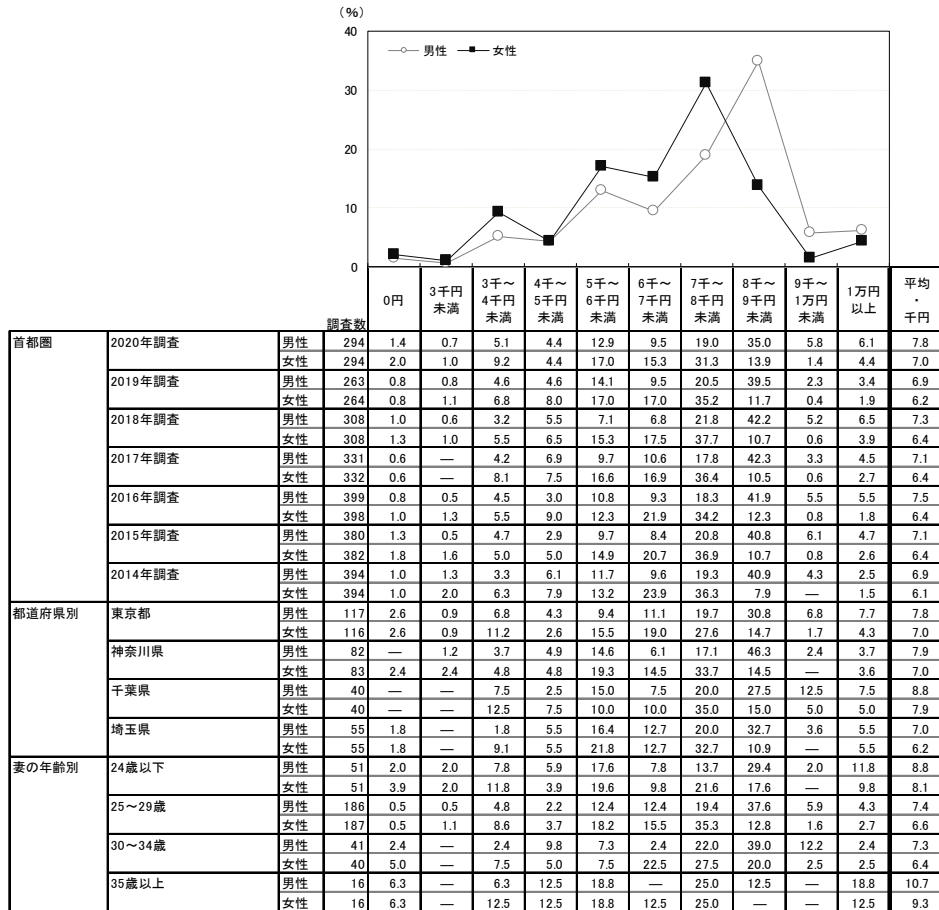 （％）
40
30
20
10
0
男性 女性
調査数 0円 3千円未満 3千～4千円未満 4千～5千円未満 5千～6千円未満 6千～7千円未満 7千～8千円未満 8千～9千円未満 9千～1万円未満 1万円以上 平均・千円
首都圏 2020年調査 男性 294 1.4 0.7 5.1 4.4 12.9 9.5 19.0 35.0 5.8 6.1 7.8
女性 294 2.0 1.0 9.2 4.4 17.0 15.3 31.3 13.9 1.4 4.4 7.0
2019年調査 男性 263 0.8 0.8 4.6 4.6 14.1 9.5 20.5 39.5 2.3 3.4 6.9
女性 264 0.8 1.1 6.8 8.0 17.0 17.0 35.2 11.7 0.4 1.9 6.2
2018年調査 男性 308 1.0 0.6 3.2 5.5 7.1 6.8 21.8 42.2 5.2 6.5 7.3
女性 308 1.3 1.0 5.5 6.5 15.3 17.5 37.7 10.7 0.6 3.9 6.4
2017年調査 男性 331 0.6 — 4.2 6.9 9.7 10.6 17.8 42.3 3.3 4.5 7.1
女性 332 0.6 — 8.1 7.5 16.6 16.9 36.4 10.5 0.6 2.7 6.4
2016年調査 男性 399 0.8 0.5 4.5 3.0 10.8 9.3 18.3 41.9 5.5 5.5 7.5
女性 398 1.0 1.3 5.5 9.0 12.3 21.9 34.2 12.3 0.8 1.8 6.4
2015年調査 男性 380 1.3 0.5 4.7 2.9 9.7 8.4 20.8 40.8 6.1 4.7 7.1
女性 382 1.8 1.6 5.0 5.0 14.9 20.7 36.9 10.7 0.8 2.6 6.4
2014年調査 男性 394 1.0 1.3 3.3 6.1 11.7 9.6 19.3 40.9 4.3 2.5 6.9
女性 394 1.0 2.0 6.3 7.9 13.2 23.9 36.3 7.9 — 1.5 6.1
都道府県別 東京都 男性 117 2.6 0.9 6.8 4.3 9.4 11.1 19.7 30.8 6.8 7.7 7.8
女性 116 2.6 0.9 11.2 2.6 15.5 19.0 27.6 14.7 1.7 4.3 7.0
神奈川県 男性 82 — 1.2 3.7 4.9 14.6 6.1 17.1 46.3 2.4 3.7 7.9
女性 83 2.4 2.4 4.8 4.8 19.3 14.5 33.7 14.5 — 3.6 7.0
千葉県 男性 40 — — 7.5 2.5 15.0 7.5 20.0 27.5 12.5 7.5 8.8
女性 40 — — 12.5 7.5 10.0 10.0 35.0 15.0 5.0 5.0 7.9
埼玉県 男性 55 1.8 — 1.8 5.5 16.4 12.7 20.0 32.7 3.6 5.5 7.0
女性 55 1.8 — 9.1 5.5 21.8 12.7 32.7 10.9 — 5.5 6.2
妻の年齢別 24歳以下 男性 51 2.0 2.0 7.8 5.9 17.6 7.8 13.7 29.4 2.0 11.8 8.8
女性 51 3.9 2.0 11.8 3.9 19.6 9.8 21.6 17.6 — 9.8 8.1
25～29歳 男性 186 0.5 0.5 4.8 2.2 12.4 12.4 19.4 37.6 5.9 4.3 7.4
女性 187 0.5 1.1 8.6 3.7 18.2 15.5 35.3 12.8 1.6 2.7 6.6
30～34歳 男性 41 2.4 — 2.4 9.8 7.3 2.4 22.0 39.0 12.2 2.4 7.3
女性 40 5.0 — 7.5 5.0 7.5 22.5 27.5 20.0 2.5 2.5 6.4
35歳以上 男性 16 6.3 — 6.3 12.5 18.8 — 25.0 12.5 — 18.8 10.7
女性 16 6.3 — 12.5 12.5 18.8 12.5 25.0 — — 12.5 9.3